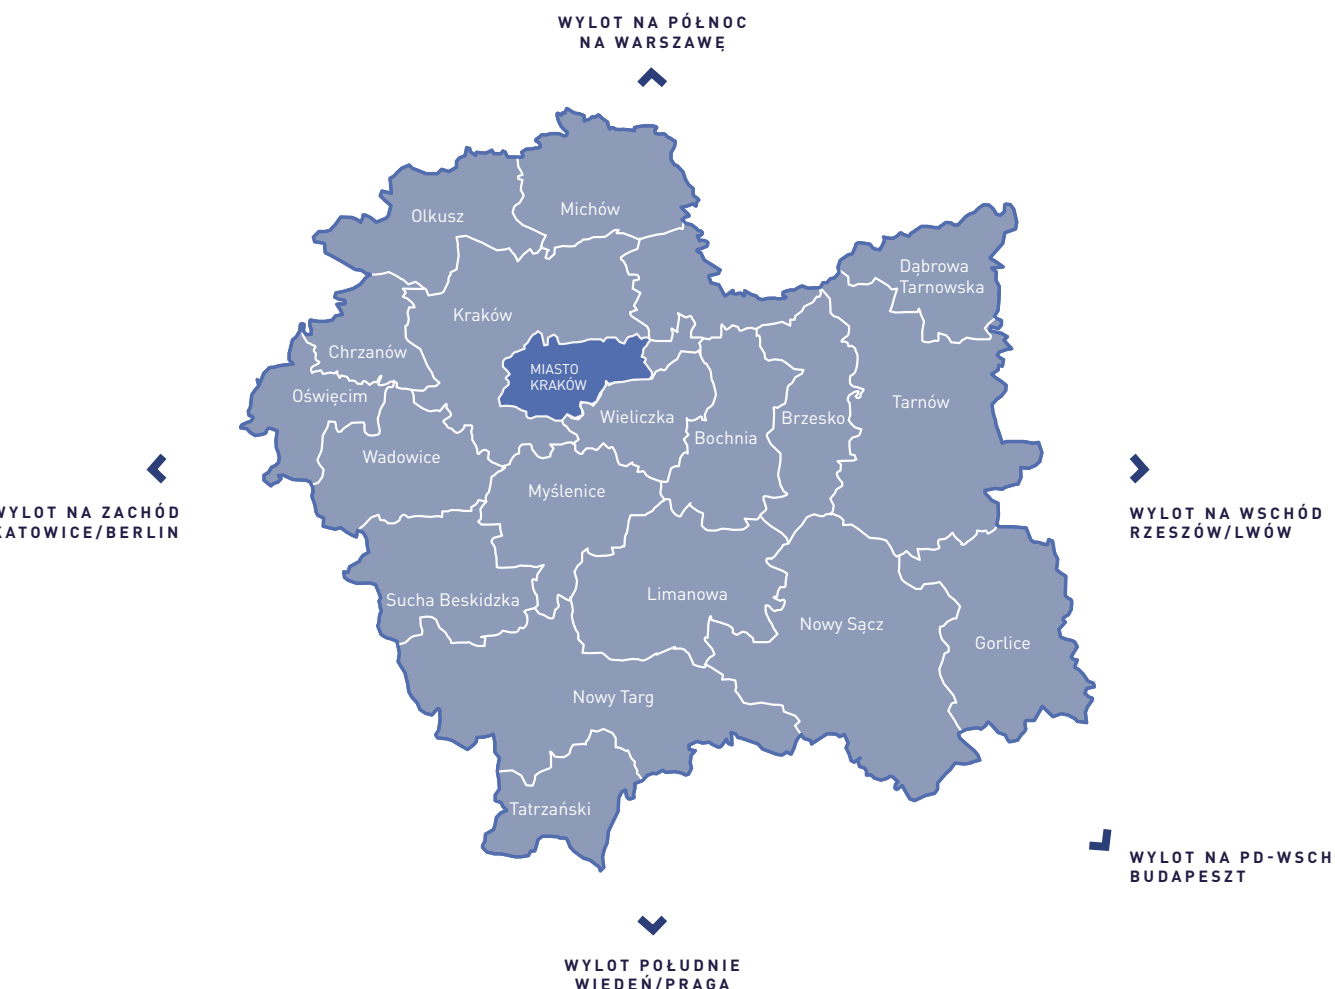 WYLOT NA PÓŁNOC
NA WARSZAWĘ
Olkusz
Michów
Dąbrowa
Tarnowska
Kraków
Chrzanów
MIASTO
KRAKÓW
Oświęcim
Wieliczka
Brzesko
Tarnów
Bochnia
Wadowice
Myślenice
WYLOT NA ZACHÓD
KATOWICE/BERLIN
WYLOT NA WSCHÓD
RZESZÓW/LWÓW
Sucha Beskidzka
Limanowa
Nowy Sącz
Gorlice
Nowy Targ
Tatrzański
WYLOT NA PD-WSCH
BUDAPESZT
WYLOT POŁUDNIE
WIEDEŃ/PRAGA